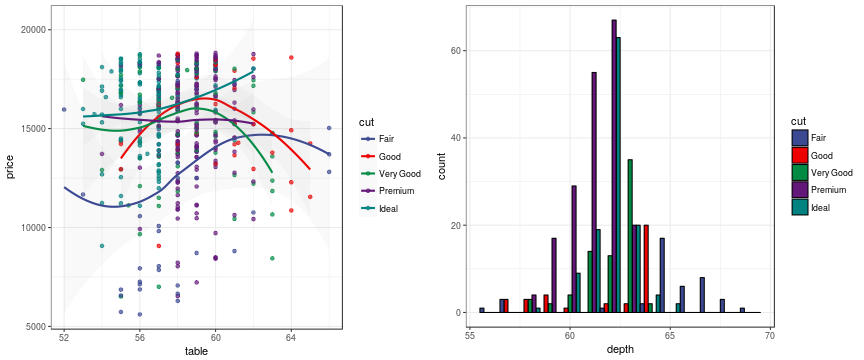 20000
15000
10000
5000
price
52
56
60
64
table
cut
Fair
Good
Very Good
Premium
Ideal
60
40
20
0
count
55
60
65
70
depth
cut
Fair
Good
Very Good
Premium
Ideal